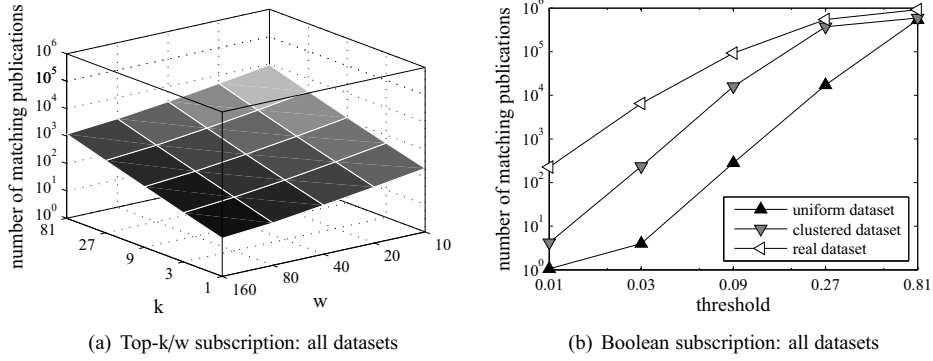 number of matching publications
10^6
10^5
10^4
10^3
10^2
10^1
10^0
81
27
9
3
1
k
160
80
40
20
10
w
(a) Top-k/w subscription: all datasets
number of matching publications
10^6
10^5
10^4
10^3
10^2
10^1
10^0
0.01 0.03 0.09 0.27 0.81
threshold
uniform dataset
clustered dataset
real dataset
(b) Boolean subscription: all datasets